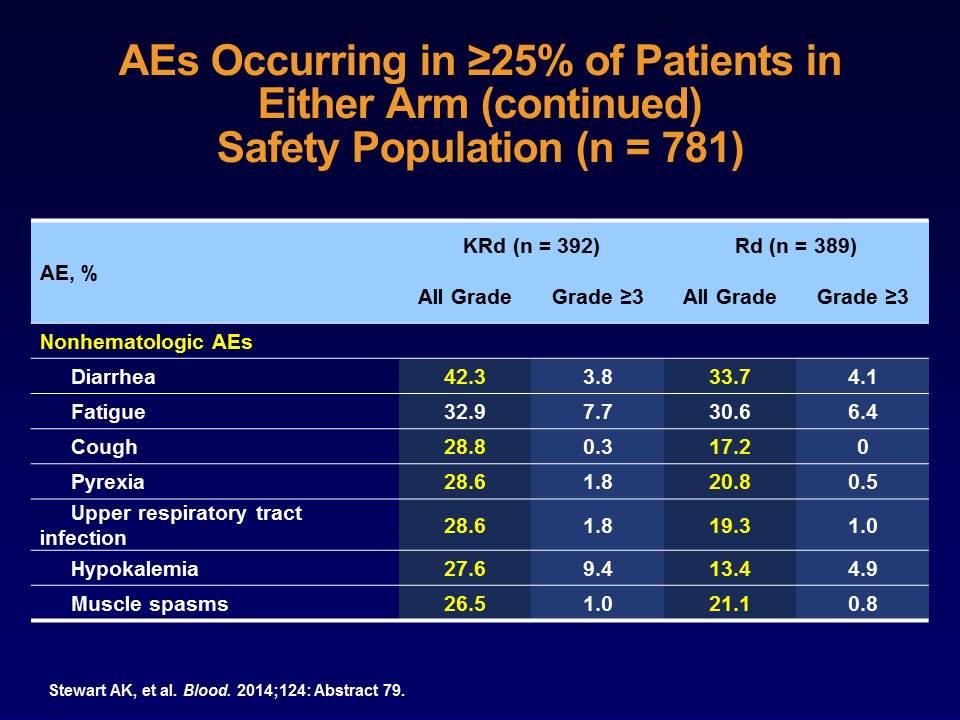 AEs Occurring in ≥25% of Patients in
Either Arm (continued)
Safety Population (n = 781)
AE, %
KRd (n = 392) Rd (n = 389)
All Grade Grade ≥3 All Grade Grade ≥3
Nonhematologic AEs
Diarrhea 42.3 3.8 33.7 4.1
Fatigue 32.9 7.7 30.6 6.4
Cough 28.8 0.3 17.2 0
Pyrexia 28.6 1.8 20.8 0.5
Upper respiratory tract
infection 28.6 1.8 19.3 1.0
Hypokalemia 27.6 9.4 13.4 4.9
Muscle spasms 26.5 1.0 21.1 0.8
Stewart AK, et al. Blood. 2014;124: Abstract 79.